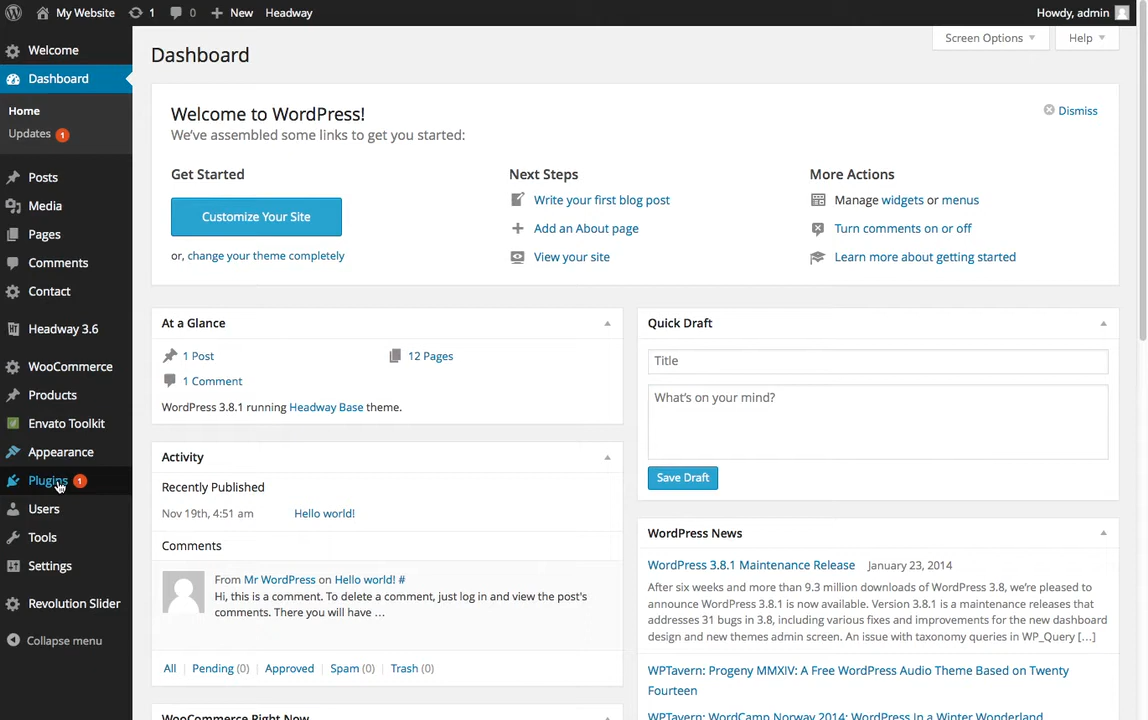 My Website 1 0 New Headway Howdy, admin
Welcome
Dashboard
Home
Updates 1
Posts
Media
Pages
Comments
Contact
Headway 3.6
WooCommerce
Products
Envato Toolkit
Appearance
Plugins 1
Users
Tools
Settings
Revolution Slider
Collapse menu
Screen Options Help
Dashboard
Welcome to WordPress!
We've assembled some links to get you started:
Dismiss
Get Started
Customize Your Site
or, change your theme completely
Next Steps
Write your first blog post
Add an About page
View your site
More Actions
Manage widgets or menus
Turn comments on or off
Learn more about getting started
At a Glance
1 Post 12 Pages
1 Comment
WordPress 3.8.1 running Headway Base theme.
Activity
Recently Published
Nov 19th, 4:51 am Hello world!
Comments
From Mr WordPress on Hello world! #
Hi, this is a comment. To delete a comment, just log in and view the post's
comments. There you will have …
All | Pending (0) | Approved | Spam (0) | Trash (0)
WooCommerce Right Now
Quick Draft
Title
What's on your mind?
Save Draft
WordPress News
WordPress 3.8.1 Maintenance Release January 23, 2014
After six weeks and more than 9.3 million downloads of WordPress 3.8, we're pleased to
announce WordPress 3.8.1 is now available. Version 3.8.1 is a maintenance releases that
addresses 31 bugs in 3.8, including various fixes and improvements for the new dashboard
design and new themes admin screen. An issue with taxonomy queries in WP_Query […]
WPTavern: Progeny MMXIV: A Free WordPress Audio Theme Based on Twenty
Fourteen
WPTavern: WordCamp Norway 2014: WordPress In a Winter Wonderland